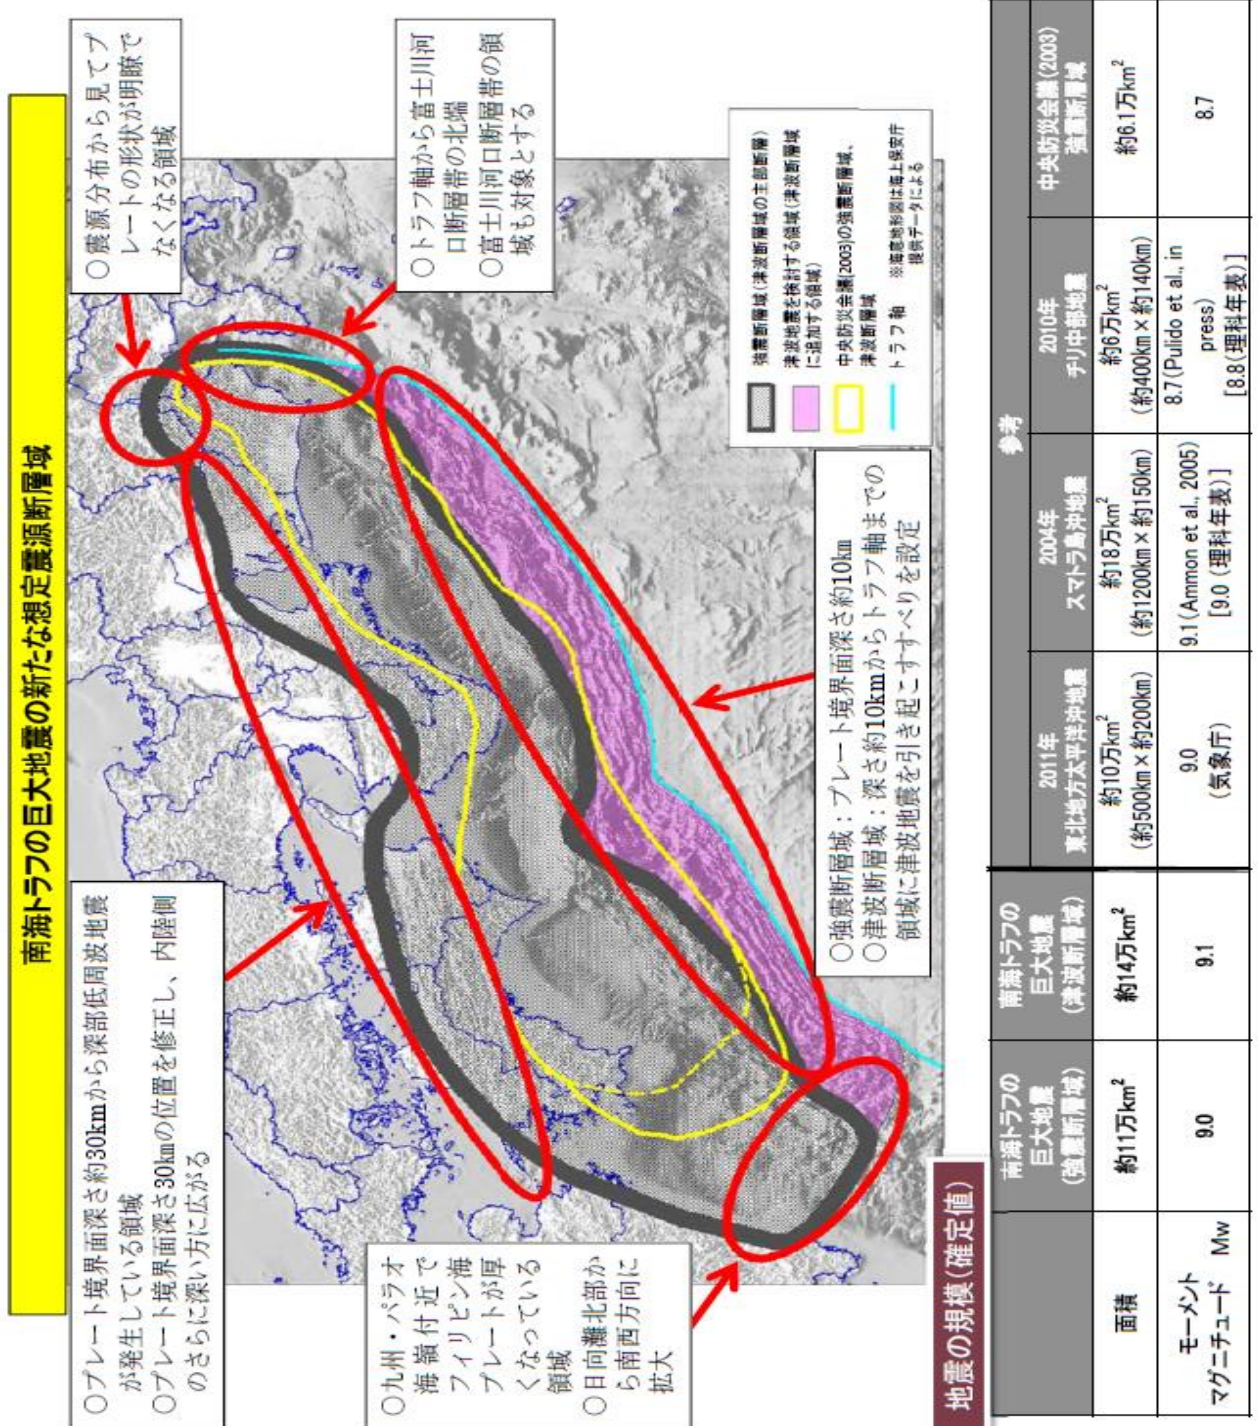 南海トラフの巨大地震の新たな想定震源断層域
○プレート境界面深さ約30kmから深部低周波地震
が発生している領域
○プレート境界面深さ30kmの位置を修正し、内陸側
のさらに深い方に広がる
○震源分布から見てプ
レートの形状が明瞭で
なくなる領域
○トラフ軸から富士川河
口断層帯の北端
○富士川河口断層帯の領
域も対象とする
○九州・パラオ
海嶺付近で
フィリピン海
プレートが厚
くなっている
領域
○日向灘北部か
ら南西方向に
拡大
○強震断層域：プレート境界面深さ約10km
○津波断層域：深さ約10kmからトラフ軸までの
領域に津波地震を引き起こすすべりを設定
強震断層域(津波断層域の主部断層)
津波地震を検討する領域(津波断層域
に追加する領域)
中央防災会議(2003)の強震断層域、
津波断層域
トラフ軸
※海底地形図は海上保安庁
提供データによる
地震の規模(確定値)
南海トラフの
巨大地震
(強震断層域)
南海トラフの
巨大地震
(津波断層域)
参考
2011年
東北地方太平洋沖地震
2004年
スマトラ島沖地震
2010年
チリ中部地震
中央防災会議(2003)
強震断層域
面積
約11万km²
約14万km²
約10万km²
(約500km×約200km)
約18万km²
(約1200km×約150km)
約6万km²
(約400km×約140km)
約6.1万km²
モーメント
マグニチュード Mw
9.0
9.1
9.0
(気象庁)
9.1(Ammon et al., 2005)
[9.0 (理科年表)]
8.7(Pulido et al., in
press)
[8.8(理科年表)]
8.7